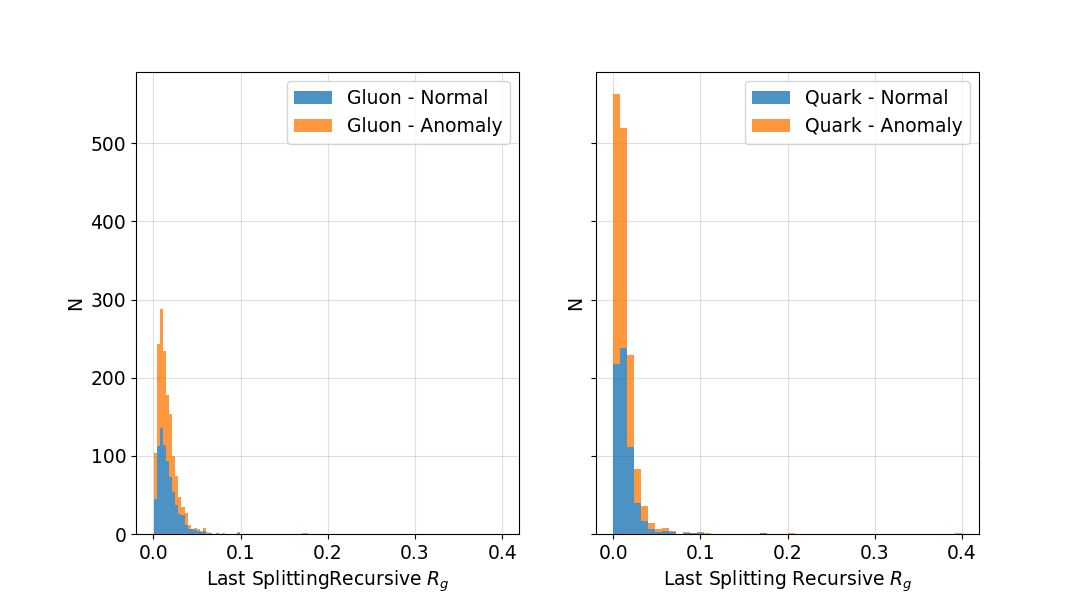 Gluon - Normal
Gluon - Anomaly
N
500
400
300
200
100
0
0.0 0.1 0.2 0.3 0.4
Last SplittingRecursive $R_g$
Quark - Normal
Quark - Anomaly
N
0.0 0.1 0.2 0.3 0.4
Last Splitting Recursive $R_g$